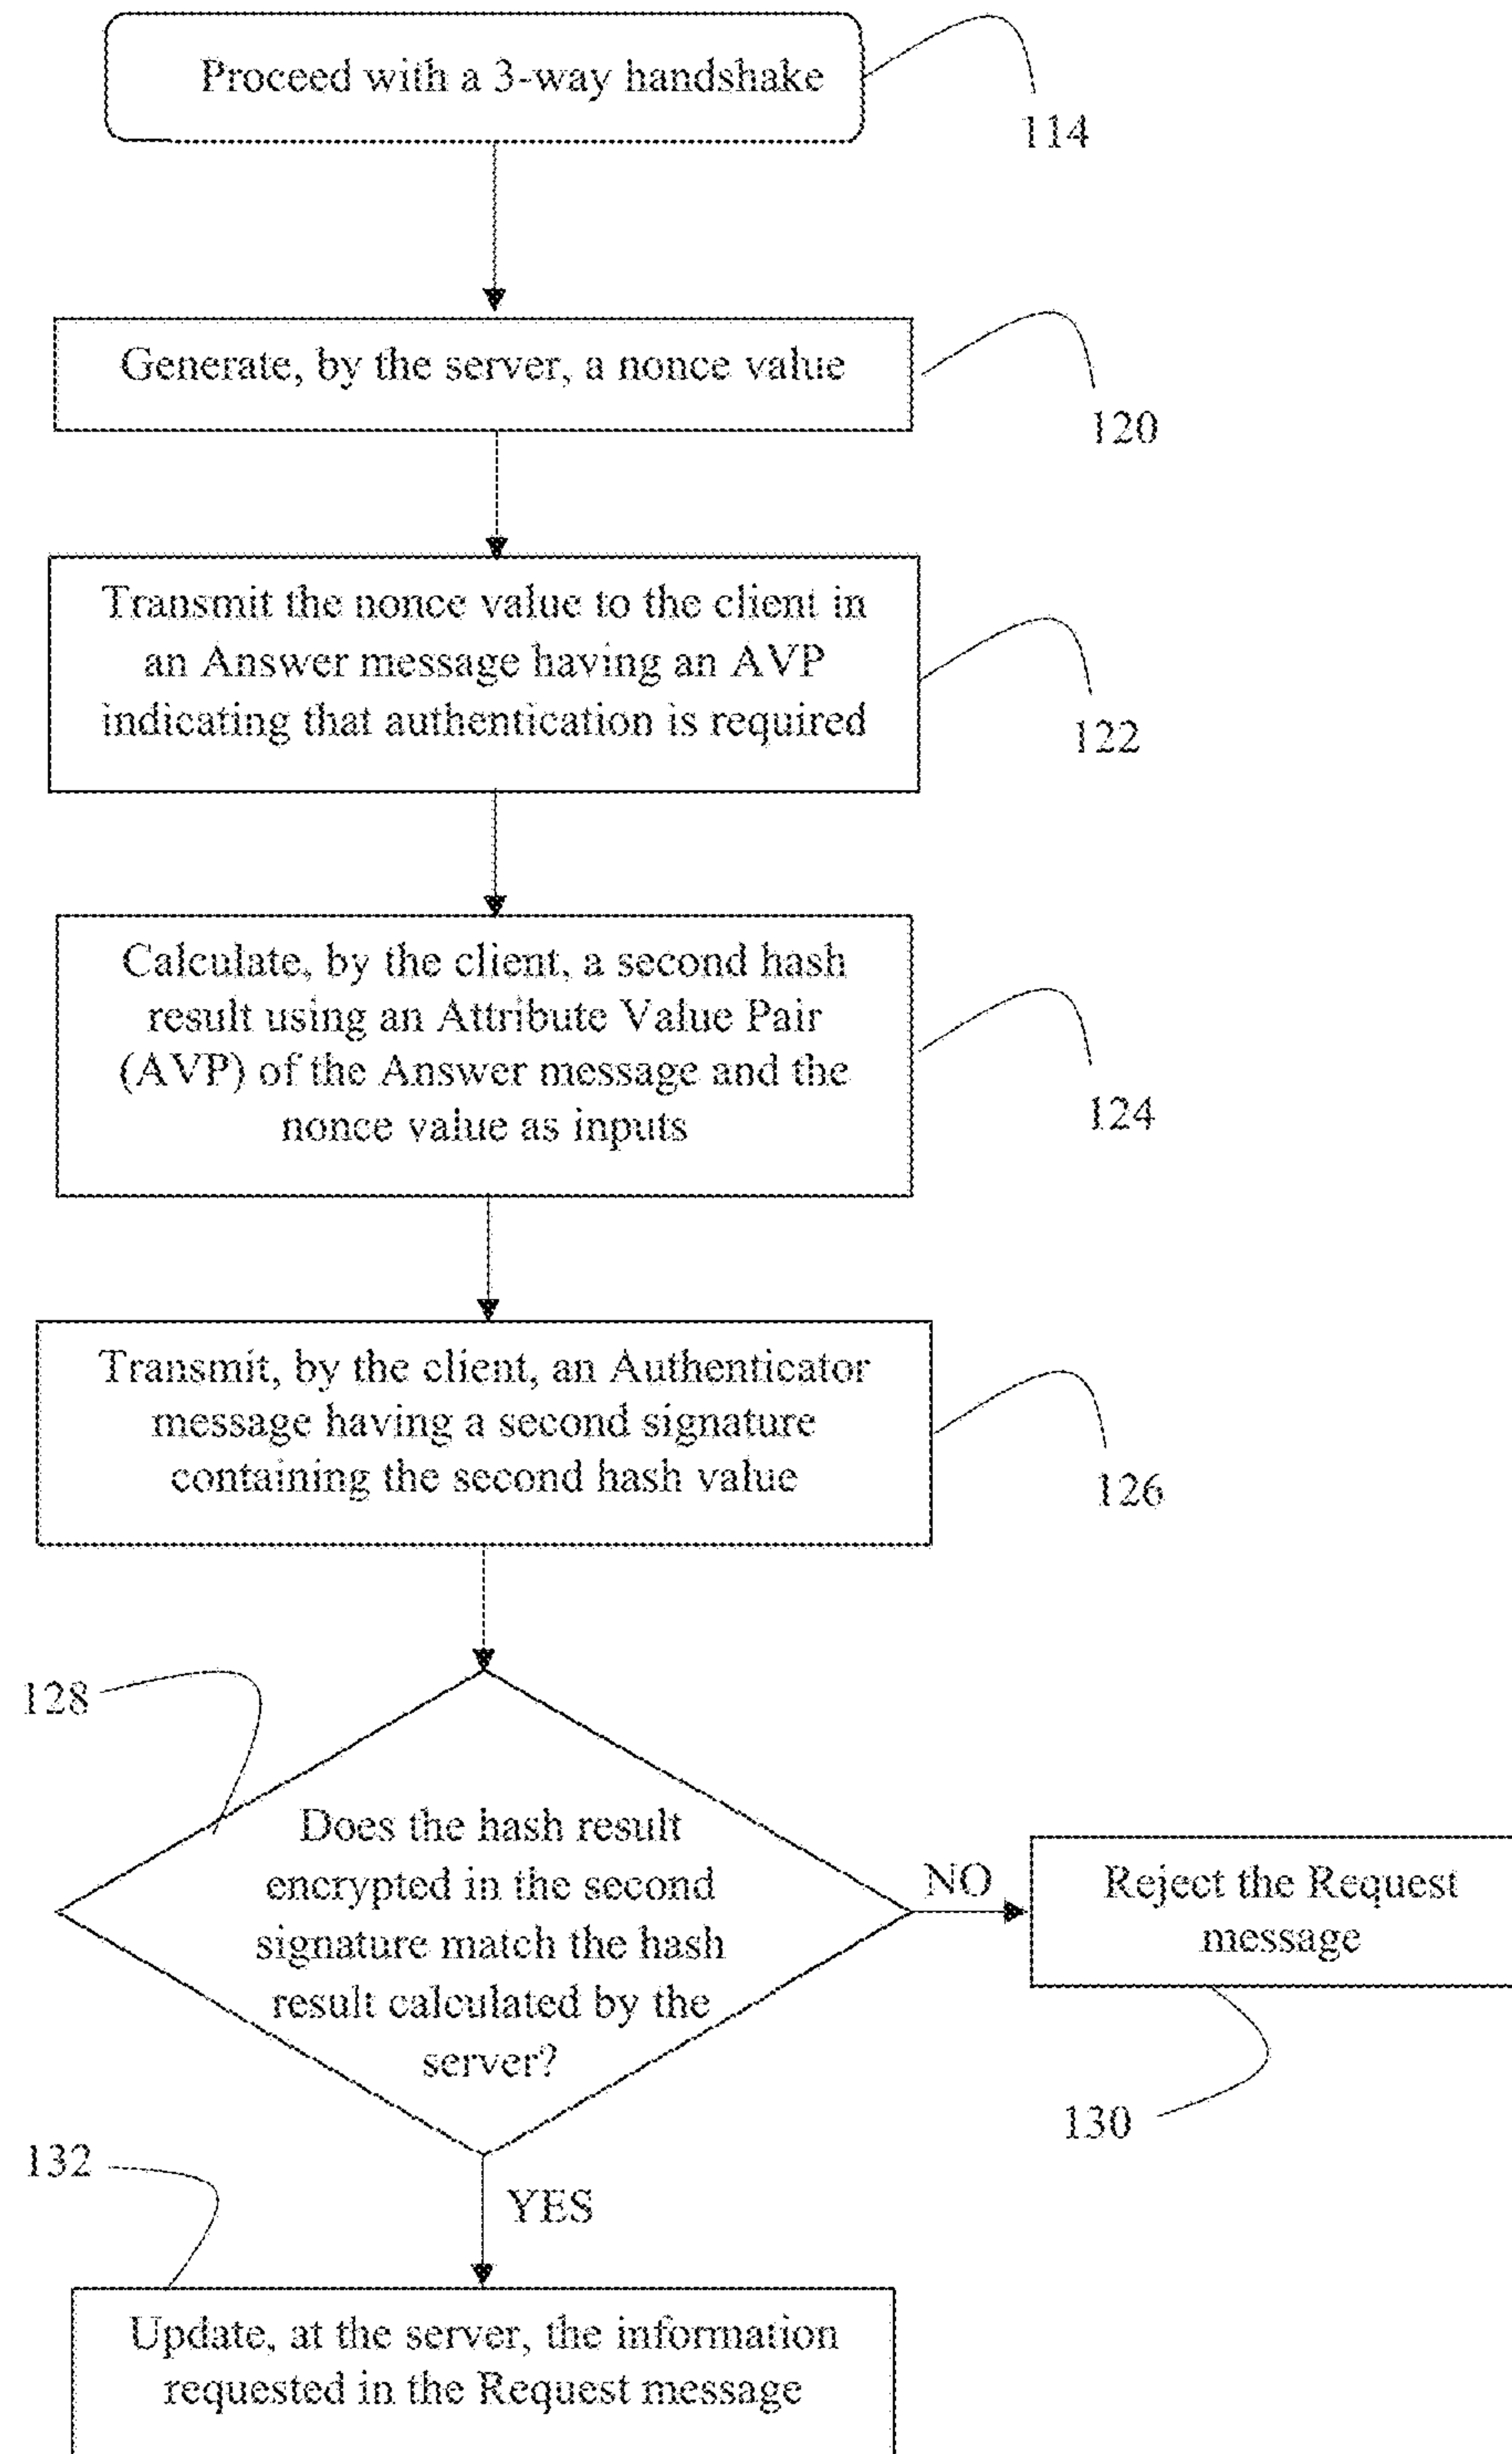 Proceed with a 3-way handshake
114
Generate, by the server, a nonce value
120
Transmit the nonce value to the client in
an Answer message having an AVP
indicating that authentication is required
122
Calculate, by the client, a second hash
result using an Attribute Value Pair
(AVP) of the Answer message and the
nonce value as inputs
124
Transmit, by the client, an Authenticator
message having a second signature
containing the second hash value
126
128
Does the hash result
encrypted in the second
signature match the hash
result calculated by the
server?
NO
Reject the Request
message
130
132
YES
Update, at the server, the information
requested in the Request message